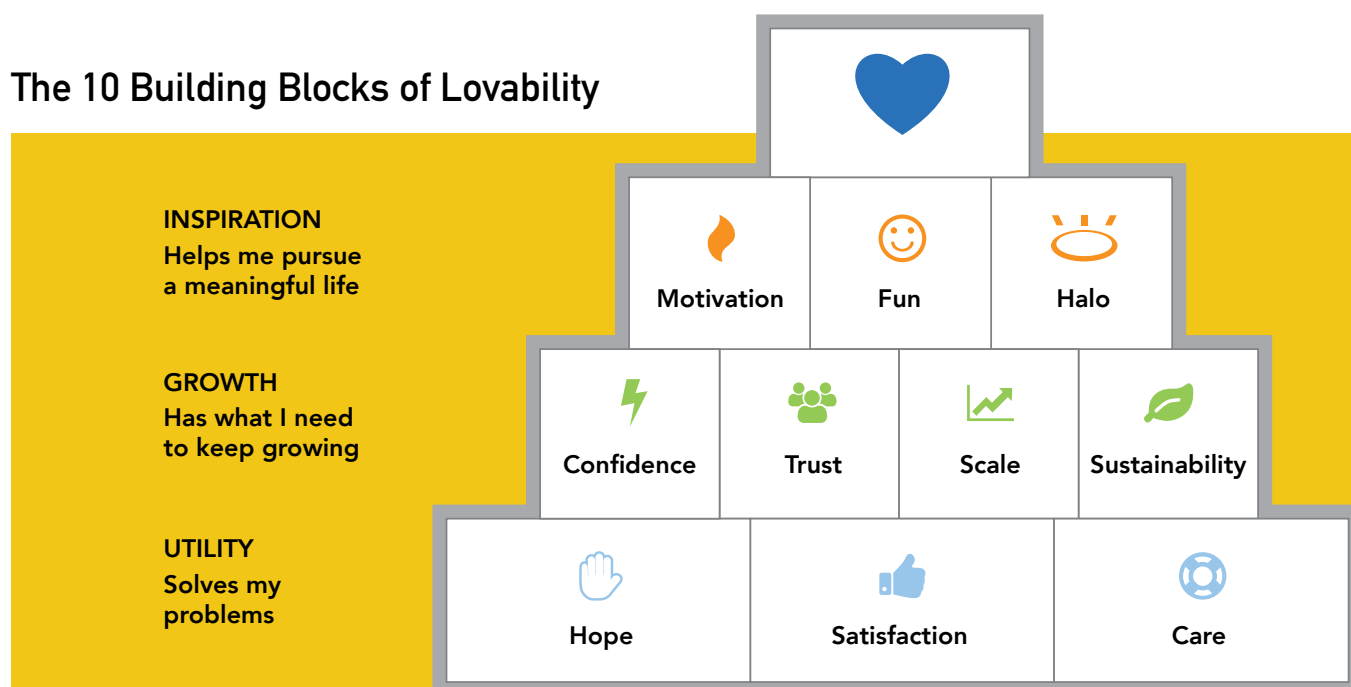 The 10 Building Blocks of Lovability
INSPIRATION
Helps me pursue
a meaningful life
Motivation
Fun
Halo
GROWTH
Has what I need
to keep growing
Confidence
Trust
Scale
Sustainability
UTILITY
Solves my
problems
Hope
Satisfaction
Care